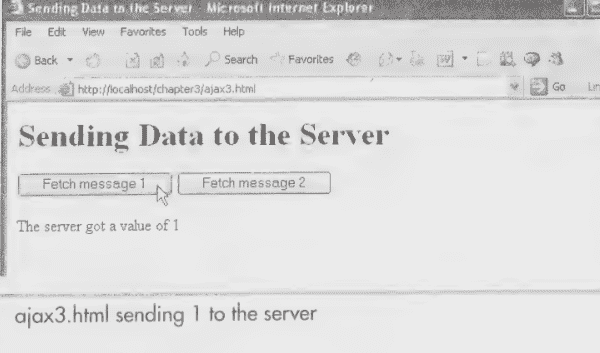 Sending Data to the Server - Microsoft Internet Explorer
File Edit View Favorites Tools Help
Back Search Favorites
Address http://localhost/chapter3/ajax3.html Go Lin
Sending Data to the Server
Fetch message 1 Fetch message 2
The server got a value of 1
ajax3.html sending 1 to the server